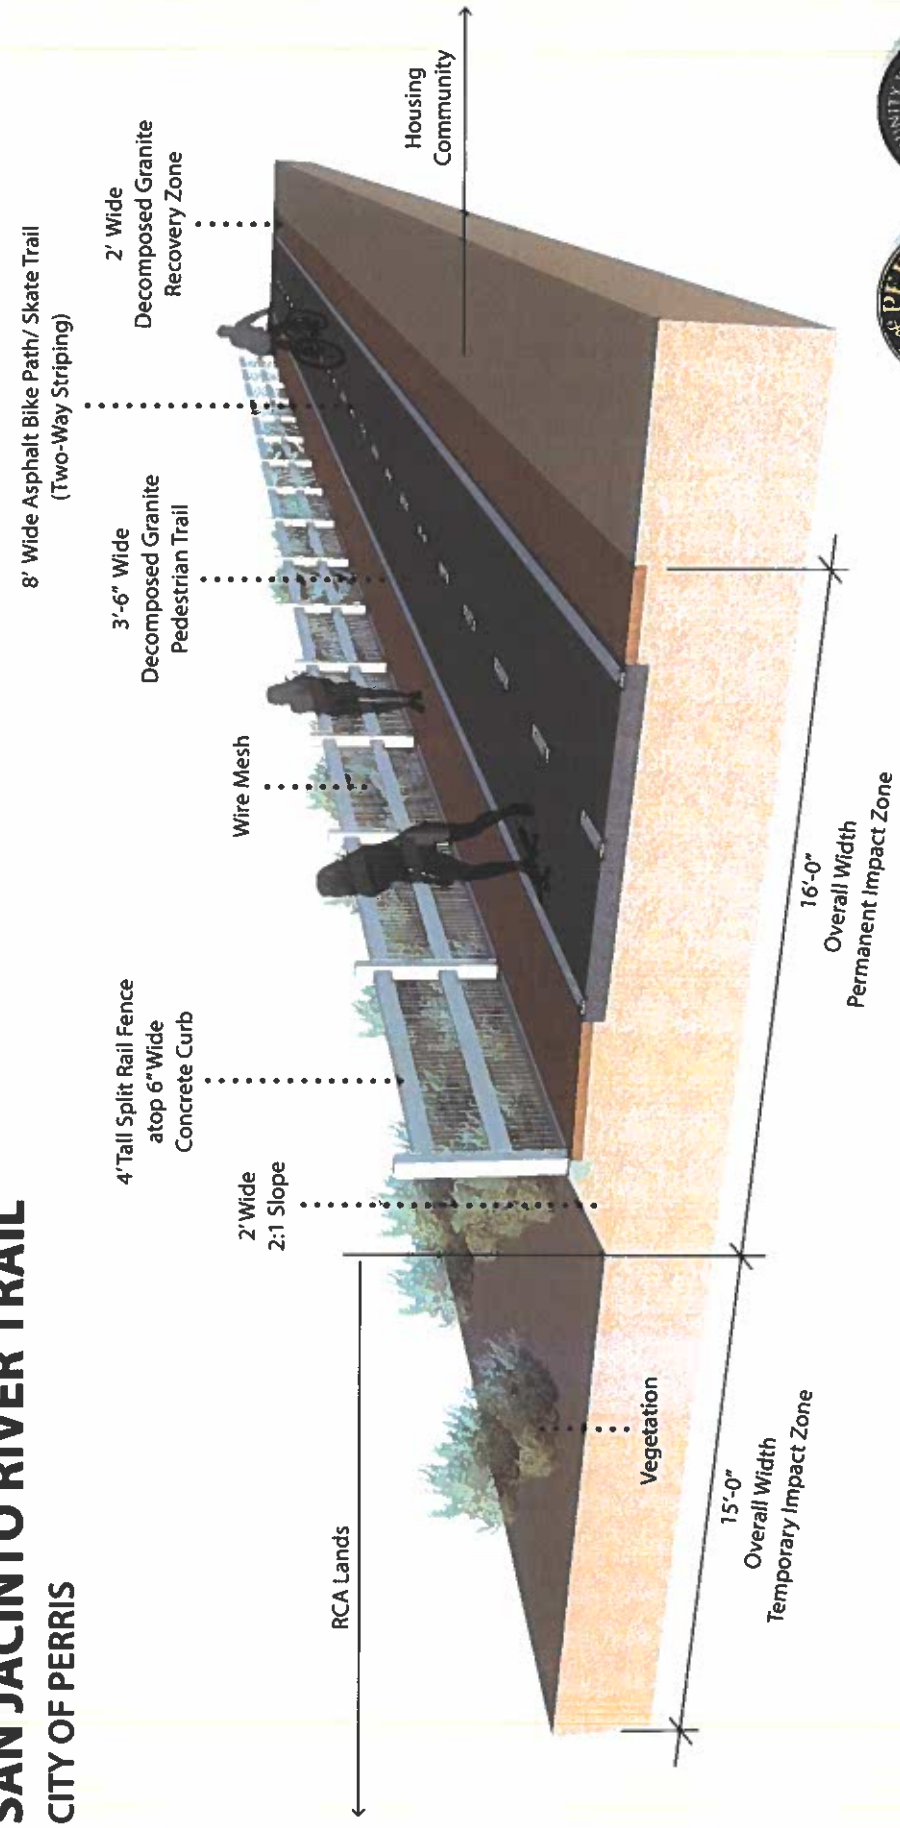 SAN JACINTO RIVER TRAIL
CITY OF PERRIS
8' Wide Asphalt Bike Path/ Skate Trail
(Two-Way Striping)
2' Wide
Decomposed Granite
Recovery Zone
3'-6" Wide
Decomposed Granite
Pedestrian Trail
Wire Mesh
4' Tall Split Rail Fence
atop 6" Wide
Concrete Curb
2' Wide
2:1 Slope
RCA Lands
Housing
Community
Vegetation
15'-0"
Overall Width
Temporary Impact Zone
16'-0"
Overall Width
Permanent Impact Zone